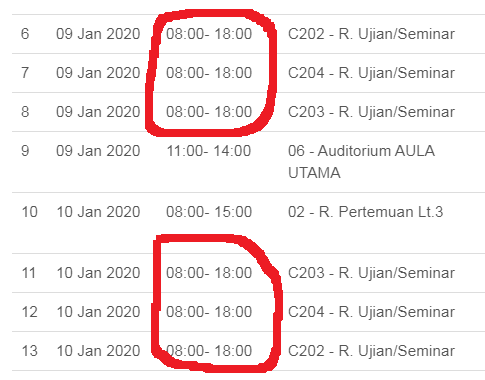 6 09 Jan 2020 08:00- 18:00 C202 - R. Ujian/Seminar
7 09 Jan 2020 08:00- 18:00 C204 - R. Ujian/Seminar
8 09 Jan 2020 08:00- 18:00 C203 - R. Ujian/Seminar
9 09 Jan 2020 11:00- 14:00 06 - Auditorium AULA
UTAMA
10 10 Jan 2020 08:00- 15:00 02 - R. Pertemuan Lt.3
11 10 Jan 2020 08:00- 18:00 C203 - R. Ujian/Seminar
12 10 Jan 2020 08:00- 18:00 C204 - R. Ujian/Seminar
13 10 Jan 2020 08:00- 18:00 C202 - R. Ujian/Seminar